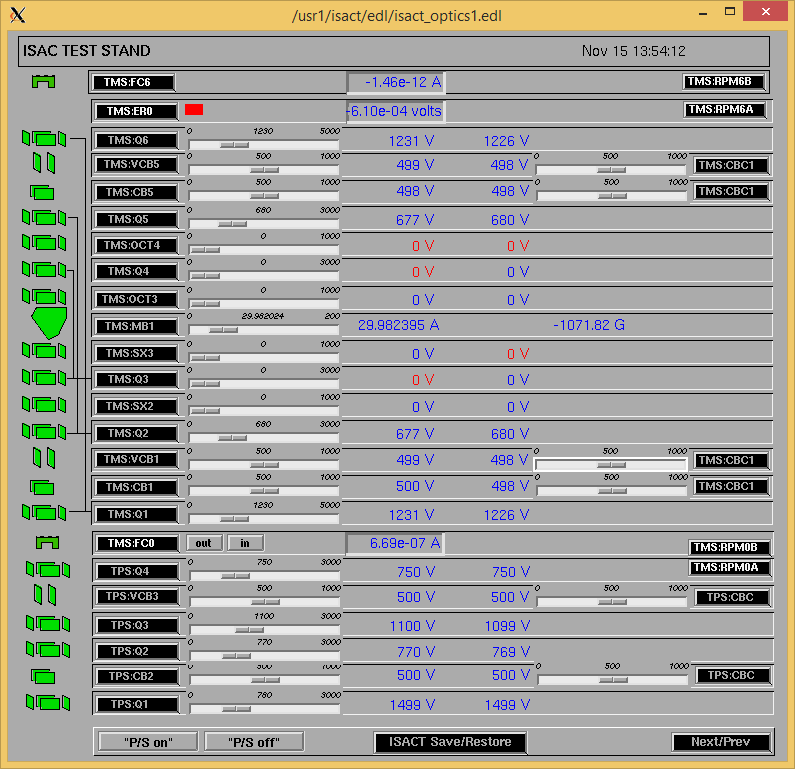 /usr1/isact/edl/isact_optics1.edl
ISAC TEST STAND Nov 15 13:54:12
TMS:FC6 -1.46e-12 A TMS:RPM6B
TMS:ER0 -6.10e-04 volts TMS:RPM6A
TMS:Q6 0 1230 5000 1231 V 1226 V
TMS:VCB5 0 500 1000 499 V 498 V 0 500 1000 TMS:CBC1
TMS:CB5 0 500 1000 498 V 498 V 0 500 1000 TMS:CBC1
TMS:Q5 0 680 3000 677 V 680 V
TMS:OCT4 0 0 1000 0 V 0 V
TMS:Q4 0 0 3000 0 V 0 V
TMS:OCT3 0 0 1000 0 V 0 V
TMS:MB1 0 29.982024 200 29.982395 A -1071.82 G
TMS:SX3 0 0 1000 0 V 0 V
TMS:Q3 0 0 3000 0 V 0 V
TMS:SX2 0 0 1000 0 V 0 V
TMS:Q2 0 680 3000 677 V 680 V
TMS:VCB1 0 500 1000 499 V 498 V 0 500 1000 TMS:CBC1
TMS:CB1 0 500 1000 500 V 498 V 0 500 1000 TMS:CBC1
TMS:Q1 0 1230 5000 1231 V 1226 V
TMS:FC0 out in 6.69e-07 A TMS:RPM0B
TMS:RPM0A
TPS:Q4 0 750 3000 750 V 750 V
TPS:VCB3 0 500 1000 500 V 500 V 0 500 1000 TPS:CBC
TPS:Q3 0 1100 3000 1100 V 1099 V
TPS:Q2 0 770 3000 770 V 769 V
TPS:CB2 0 500 1000 500 V 500 V 0 500 1000 TPS:CBC
TPS:Q1 0 780 3000 1499 V 1499 V
"P/S on" "P/S off" ISACT Save/Restore Next/Prev